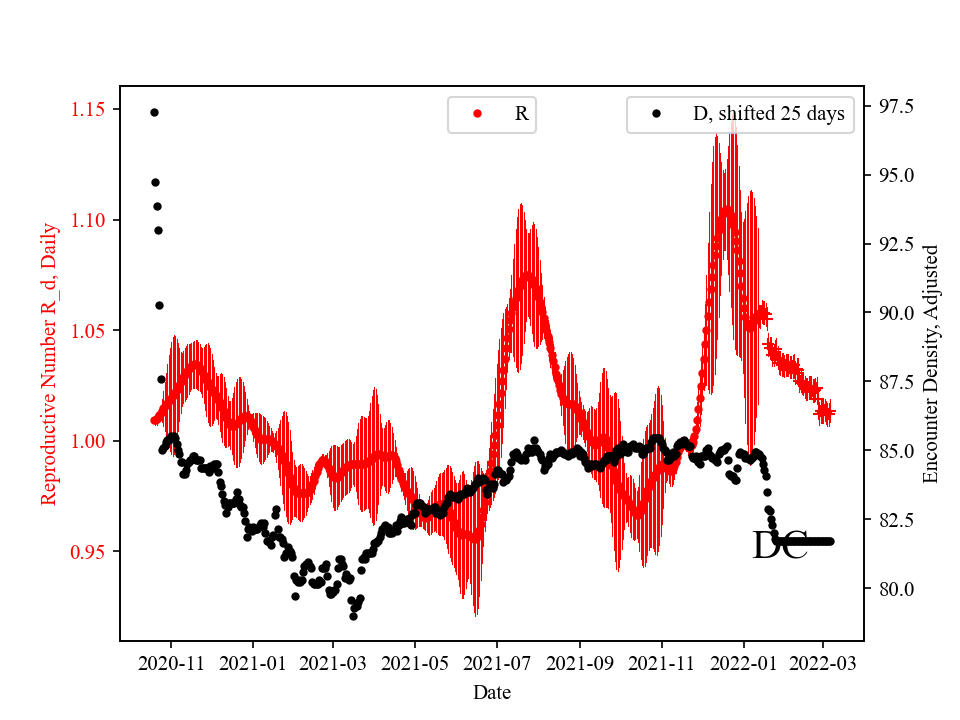 R
D, shifted 25 days
1.15
1.10
1.05
1.00
0.95
Reproductive Number R_d, Daily
97.5
95.0
92.5
90.0
87.5
85.0
82.5
80.0
Encounter Density, Adjusted
DC
2020-11 2021-01 2021-03 2021-05 2021-07 2021-09 2021-11 2022-01 2022-03
Date